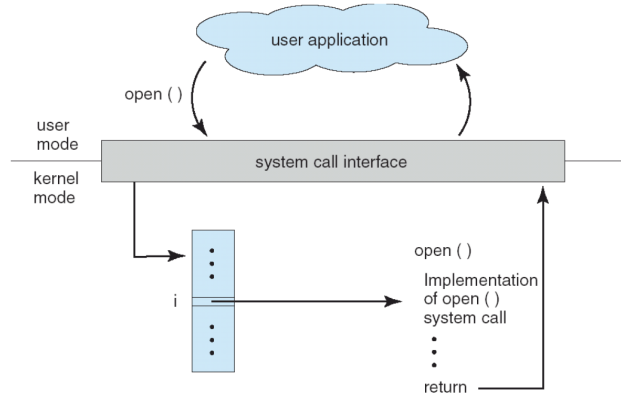 user application
open ( )
user
mode
system call interface
kernel
mode
open ( )
i
Implementation
of open ( )
system call
return